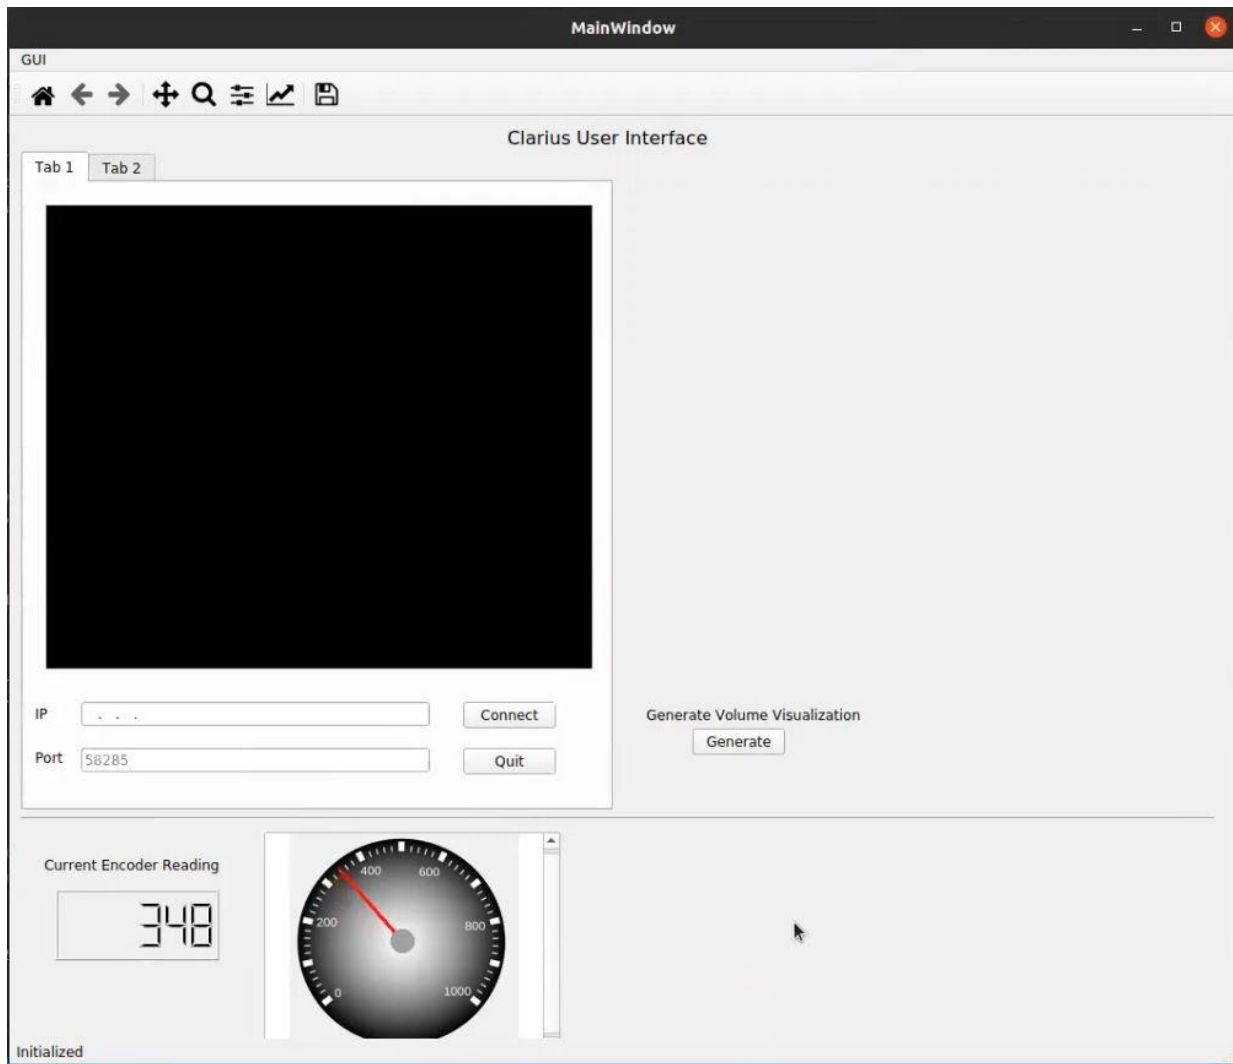 MainWindow
GUI
Clarius User Interface
Tab 1 Tab 2
IP . . . Connect
Port 58285 Quit
Generate Volume Visualization
Generate
Current Encoder Reading
348
0 200 400 600 800 1000
Initialized